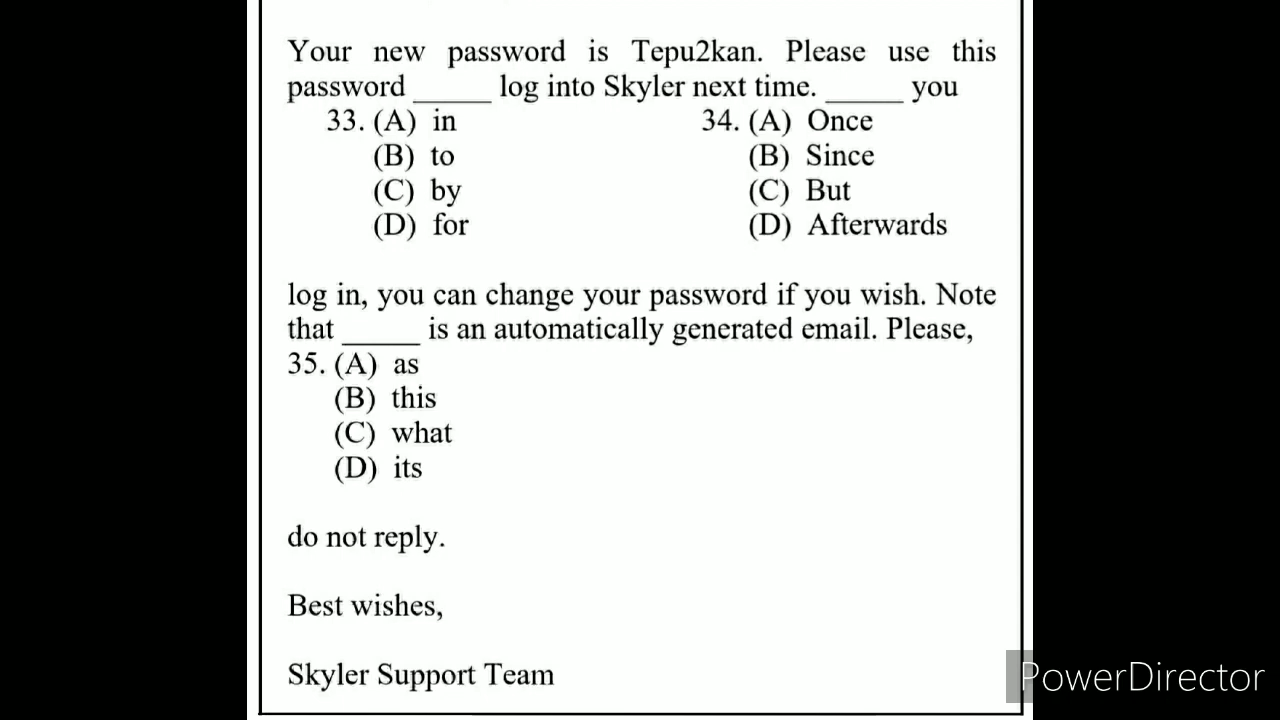 Your new password is Tepu2kan. Please use this
password _____ log into Skyler next time. _____ you
33. (A) in
(B) to
(C) by
(D) for
34. (A) Once
(B) Since
(C) But
(D) Afterwards
log in, you can change your password if you wish. Note
that _____ is an automatically generated email. Please,
35. (A) as
(B) this
(C) what
(D) its
do not reply.
Best wishes,
Skyler Support Team
PowerDirector